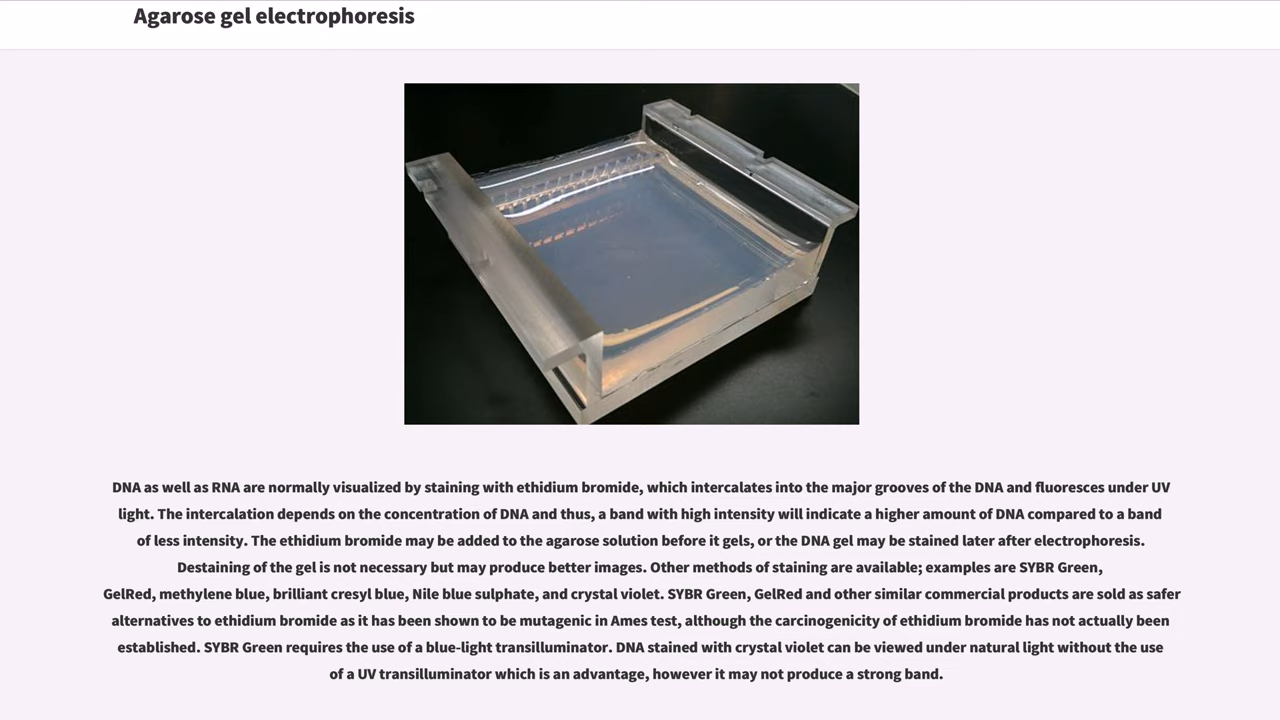 Agarose gel electrophoresis
DNA as well as RNA are normally visualized by staining with ethidium bromide, which intercalates into the major grooves of the DNA and fluoresces under UV
light. The intercalation depends on the concentration of DNA and thus, a band with high intensity will indicate a higher amount of DNA compared to a band
of less intensity. The ethidium bromide may be added to the agarose solution before it gels, or the DNA gel may be stained later after electrophoresis.
Destaining of the gel is not necessary but may produce better images. Other methods of staining are available; examples are SYBR Green,
GelRed, methylene blue, brilliant cresyl blue, Nile blue sulphate, and crystal violet. SYBR Green, GelRed and other similar commercial products are sold as safer
alternatives to ethidium bromide as it has been shown to be mutagenic in Ames test, although the carcinogenicity of ethidium bromide has not actually been
established. SYBR Green requires the use of a blue-light transilluminator. DNA stained with crystal violet can be viewed under natural light without the use
of a UV transilluminator which is an advantage, however it may not produce a strong band.